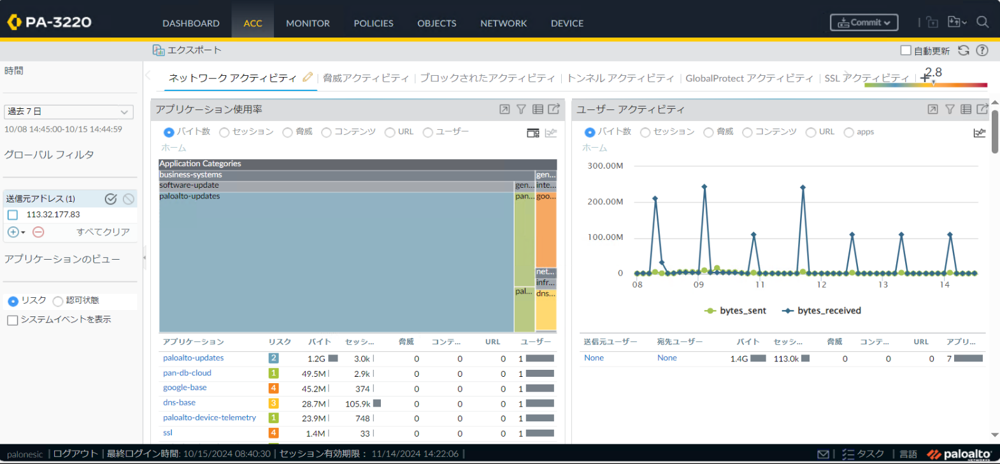 PA-3220
DASHBOARD ACC MONITOR POLICIES OBJECTS NETWORK DEVICE Commit
エクスポート 自動更新
時間
ネットワーク アクティビティ 脅威アクティビティ ブロックされたアクティビティ トンネル アクティビティ GlobalProtect アクティビティ SSL アクティビティ 2.8
過去 7 日
10/08 14:45:00-10/15 14:44:59
グローバル フィルタ
送信元アドレス (1)
113.32.177.83
すべてクリア
アプリケーションのビュー
リスク 認可状態
システムイベントを表示
アプリケーション使用率
バイト数 セッション 脅威 コンテンツ URL ユーザー
ホーム
Application Categories
business-systems gen...
software-update gen... inte...
paloalto-updates pan... goo...
net...
infr...
pal... dns...
アプリケーション リスク バイト セッシ... 脅威 コンテ... URL ユーザー
paloalto-updates 2 1.2G 3.0k 0 0 0 1
pan-db-cloud 1 49.5M 2.9k 0 0 0 1
google-base 4 45.2M 374 0 0 0 1
dns-base 3 28.7M 105.9k 0 0 0 1
paloalto-device-telemetry 1 23.9M 748 0 0 0 1
ssl 4 1.4M 33 0 0 0 1
ユーザー アクティビティ
バイト数 セッション 脅威 コンテンツ URL apps
ホーム
300.00M
200.00M
100.00M
0
08 09 11 12 13 14
bytes_sent bytes_received
送信元ユーザー 宛先ユーザー バイト セッシ... 脅威 コンテ... URL アプリ...
None None 1.4G 113.0k 0 0 0 7
palonesic | ログアウト | 最終ログイン時間: 10/15/2024 08:40:30 | セッション有効期限： 11/14/2024 14:22:06 |
タスク | 言語 paloalto
NETWORKS